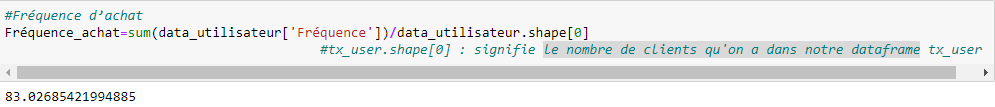 #Fréquence d’achat
Fréquence_achat=sum(data_utilisateur['Fréquence'])/data_utilisateur.shape[0]
#tx_user.shape[0] : signifie le nombre de clients qu'on a dans notre dataframe tx_user
83.02685421994885